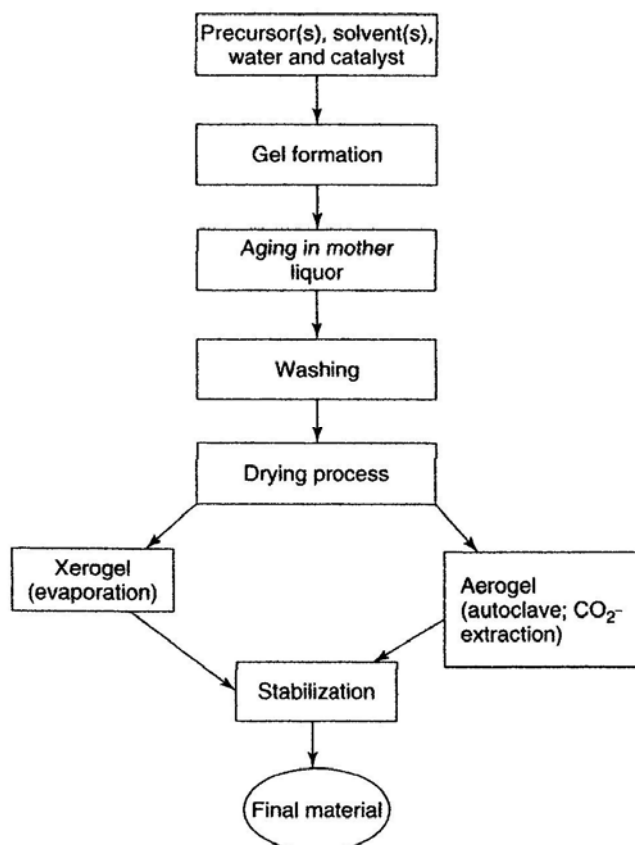 Precursor(s), solvent(s),
water and catalyst
Gel formation
Aging in mother
liquor
Washing
Drying process
Xerogel
(evaporation)
Aerogel
(autoclave; CO₂-
extraction)
Stabilization
Final material